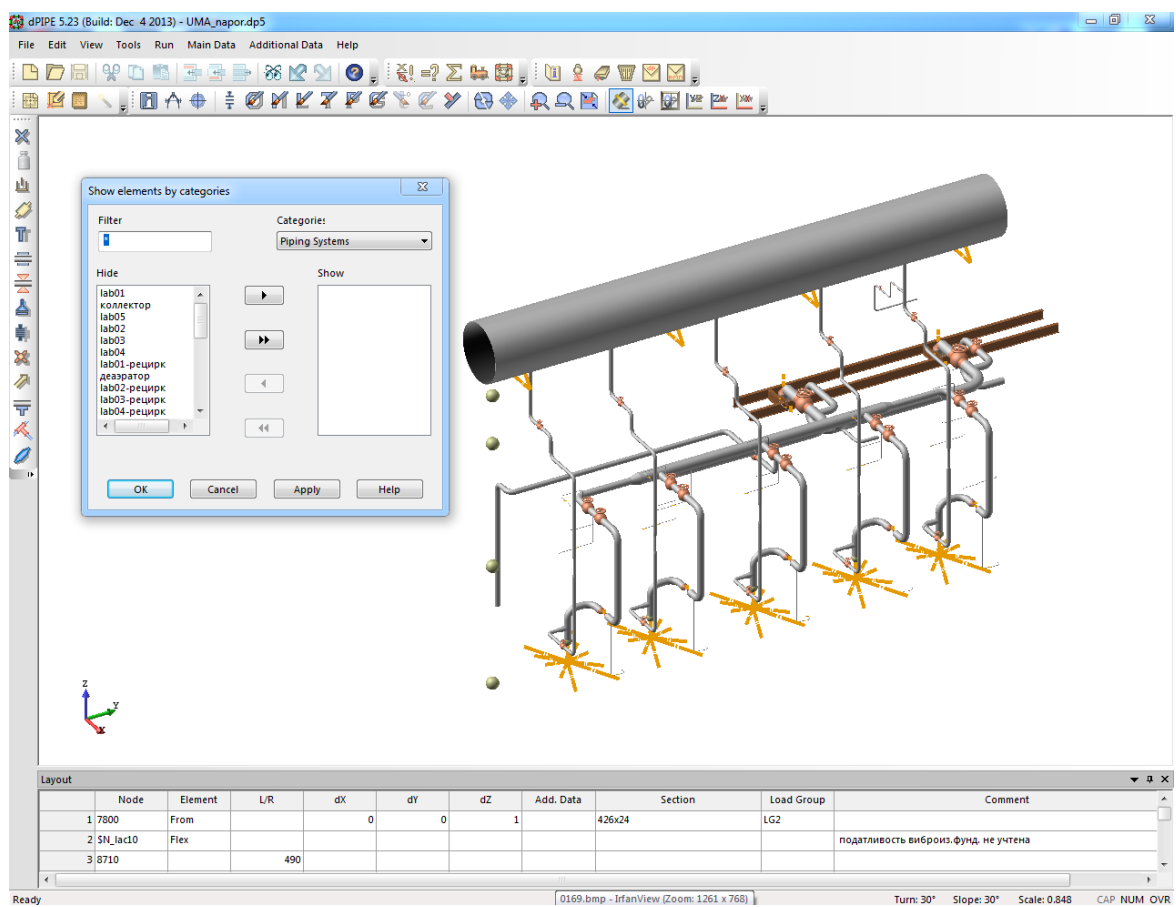 dPIPE 5.23 (Build: Dec 4 2013) - UMA_napor.dp5
File Edit View Tools Run Main Data Additional Data Help
Show elements by categories
Filter Categories
* Piping Systems
Hide Show
lab01
коллектор
lab05
lab02
lab03
lab04
lab01-рецирк
деаэратор
lab02-рецирк
lab03-рецирк
lab04-рецирк
OK Cancel Apply Help
Z
Y
X
Layout
Node Element L/R dX dY dZ Add. Data Section Load Group Comment
1 7800 From 0 0 1 426x24 LG2
2 $N_lac10 Flex податливость виброиз.фунд. не учтена
3 8710 490
Ready 0169.bmp - IrfanView (Zoom: 1261 x 768) Turn: 30° Slope: 30° Scale: 0.848 CAP NUM OVR